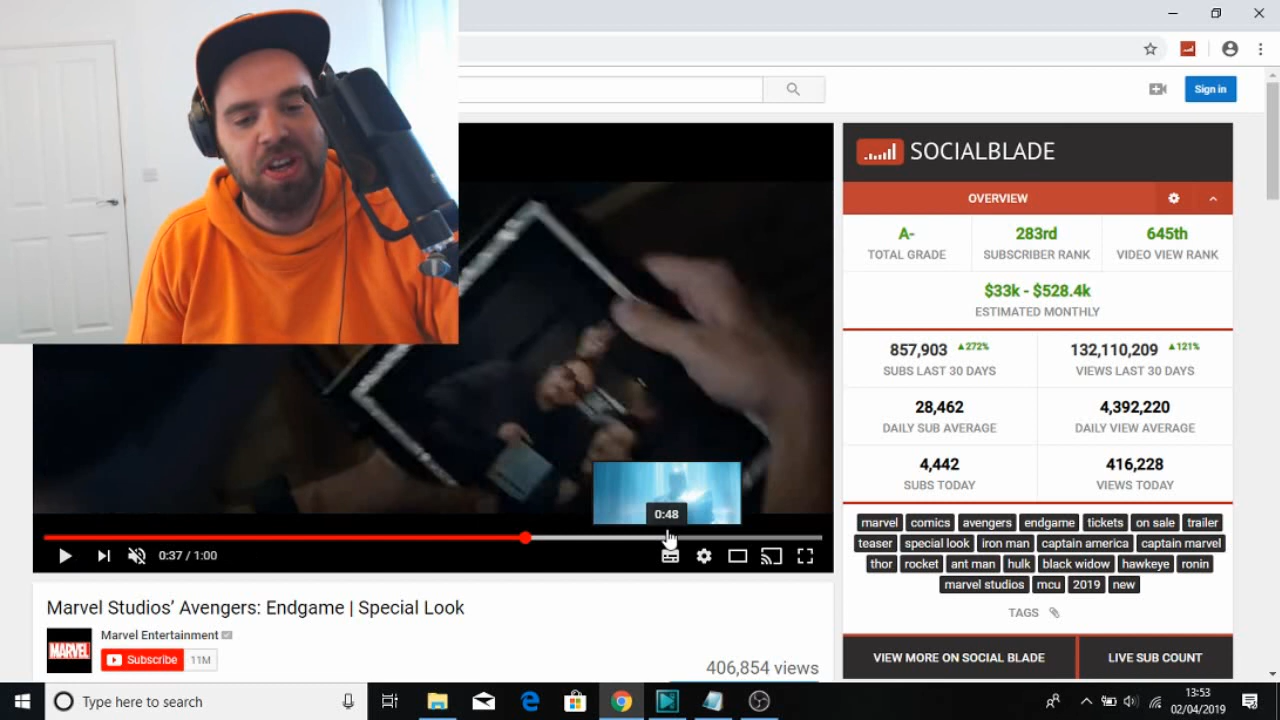 Sign in
SOCIALBLADE
OVERVIEW
A- 283rd 645th
TOTAL GRADE SUBSCRIBER RANK VIDEO VIEW RANK
$33k - $528.4k
ESTIMATED MONTHLY
857,903 ▲272% 132,110,209 ▲121%
SUBS LAST 30 DAYS VIEWS LAST 30 DAYS
28,462 4,392,220
DAILY SUB AVERAGE DAILY VIEW AVERAGE
4,442 416,228
SUBS TODAY VIEWS TODAY
marvel comics avengers endgame tickets on sale trailer
teaser special look iron man captain america captain marvel
thor rocket ant man hulk black widow hawkeye ronin
marvel studios mcu 2019 new
TAGS
VIEW MORE ON SOCIAL BLADE LIVE SUB COUNT
0:48
0:37 / 1:00
Marvel Studios’ Avengers: Endgame | Special Look
MARVEL
Marvel Entertainment
Subscribe 11M
406,854 views
Type here to search
13:53
02/04/2019